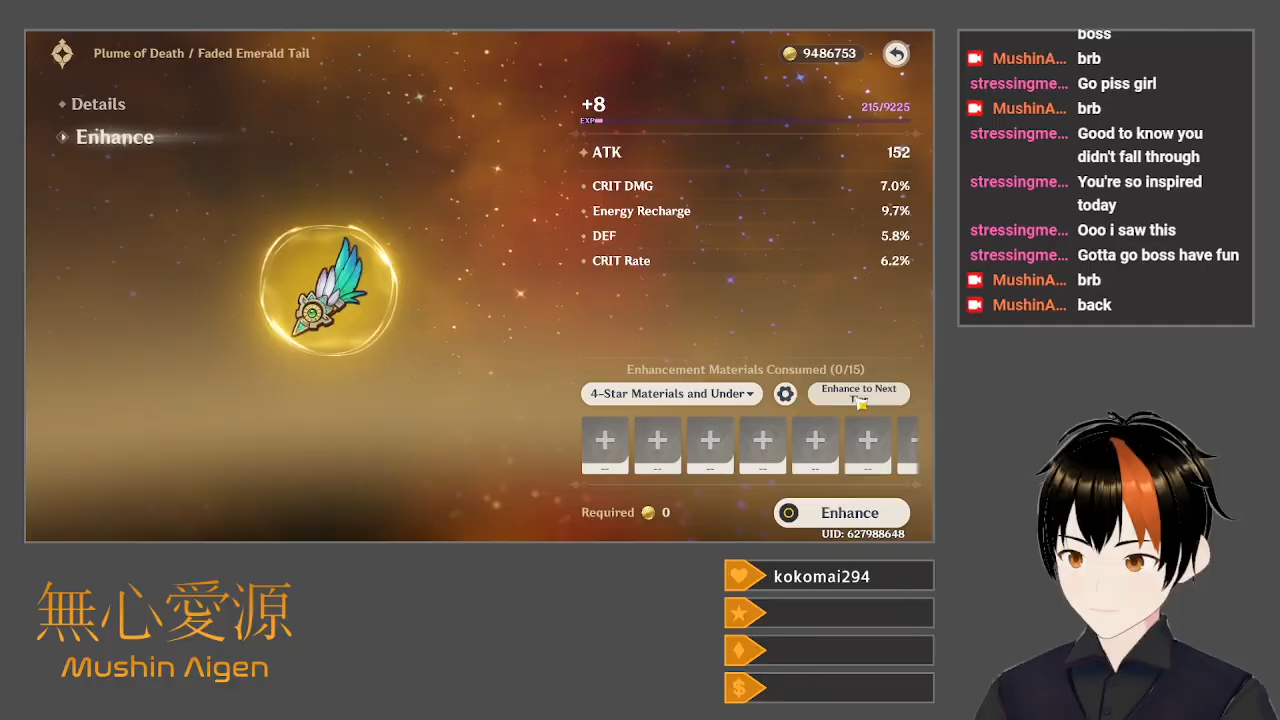 Plume of Death / Faded Emerald Tail
9486753
Details
Enhance
+8
EXP
215/9225
ATK
152
CRIT DMG
7.0%
Energy Recharge
9.7%
DEF
5.8%
CRIT Rate
6.2%
Enhancement Materials Consumed (0/15)
4-Star Materials and Under
Enhance to Next
--
--
--
--
--
--
Required
0
Enhance
UID: 627988648
boss
MushinA... brb
stressingme... Go piss girl
MushinA... brb
stressingme... Good to know you
didn't fall through
stressingme... You're so inspired
today
stressingme... Ooo i saw this
stressingme... Gotta go boss have fun
MushinA... brb
MushinA... back
無心愛源
Mushin Aigen
kokomai294